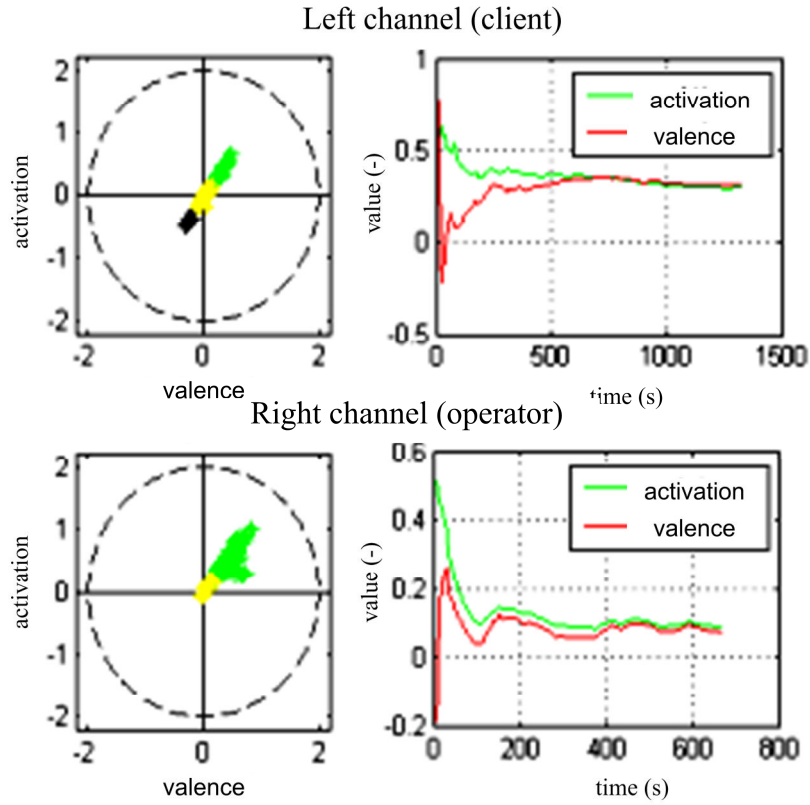 Left channel (client)
2
1
0
-1
-2
activation
-2 0 2
valence
1
0.5
0
-0.5
value (-)
activation
valence
0 500 1000 1500
time (s)
Right channel (operator)
2
1
0
-1
-2
activation
-2 0 2
valence
0.6
0.4
0.2
0
-0.2
value (-)
activation
valence
0 200 400 600 800
time (s)